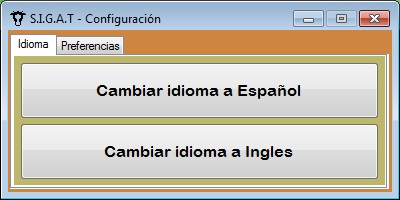 S.I.G.A.T - Configuración
Idioma
Preferencias
Cambiar idioma a Español
Cambiar idioma a Ingles